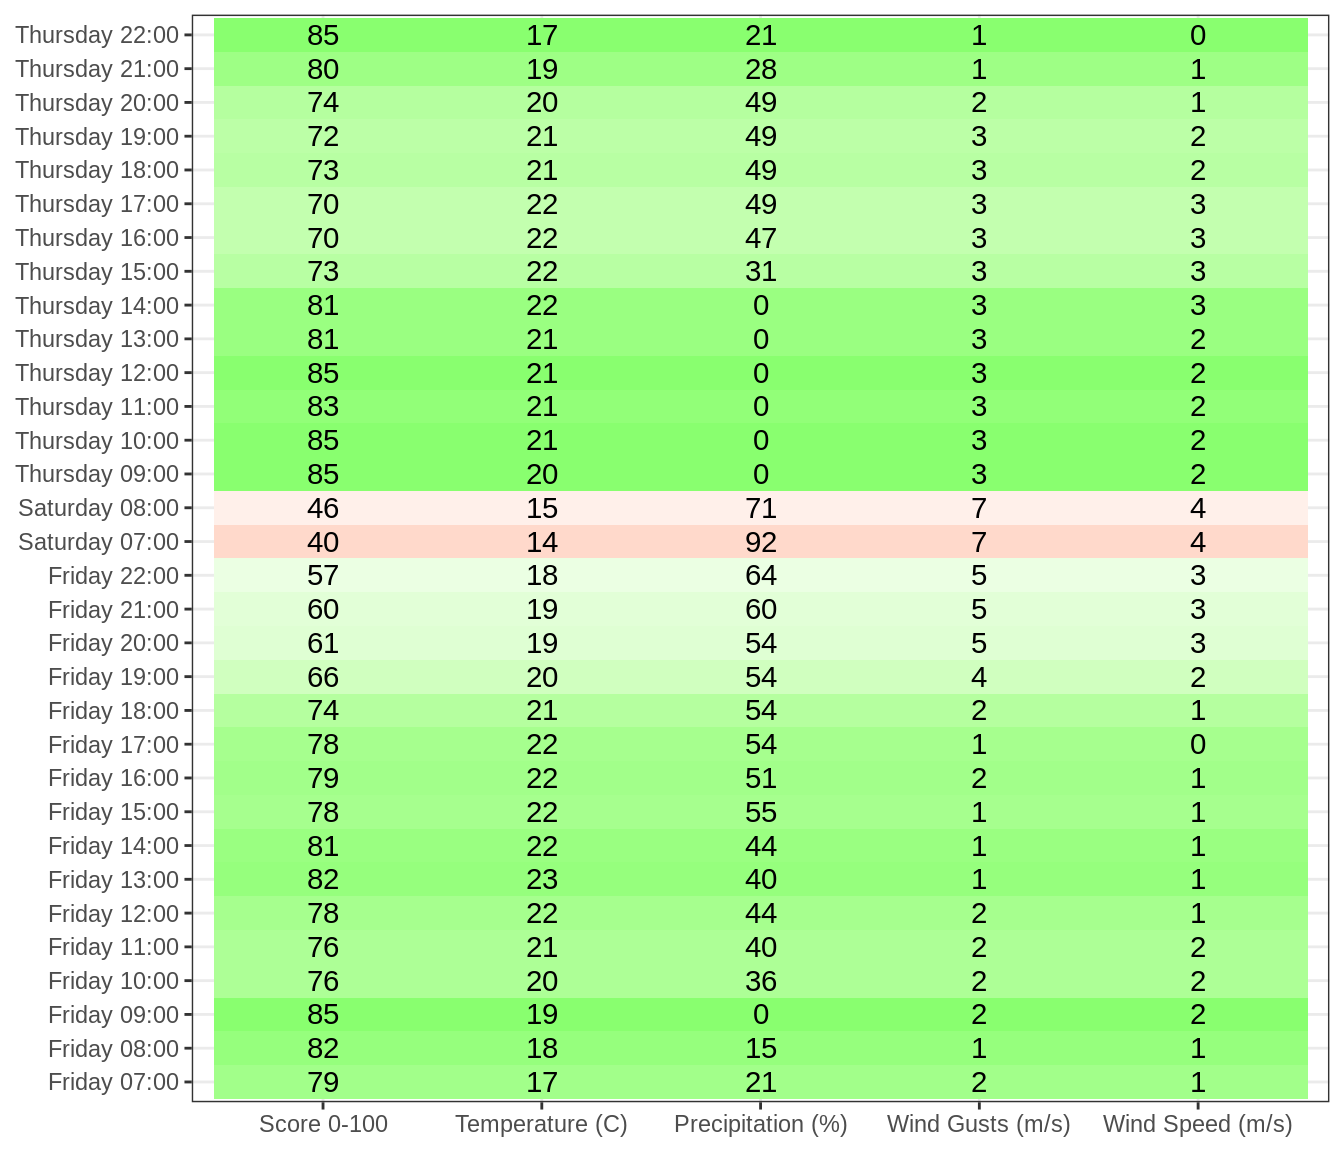 Thursday 22:00 85 17 21 1 0
Thursday 21:00 80 19 28 1 1
Thursday 20:00 74 20 49 2 1
Thursday 19:00 72 21 49 3 2
Thursday 18:00 73 21 49 3 2
Thursday 17:00 70 22 49 3 3
Thursday 16:00 70 22 47 3 3
Thursday 15:00 73 22 31 3 3
Thursday 14:00 81 22 0 3 3
Thursday 13:00 81 21 0 3 2
Thursday 12:00 85 21 0 3 2
Thursday 11:00 83 21 0 3 2
Thursday 10:00 85 21 0 3 2
Thursday 09:00 85 20 0 3 2
Saturday 08:00 46 15 71 7 4
Saturday 07:00 40 14 92 7 4
Friday 22:00 57 18 64 5 3
Friday 21:00 60 19 60 5 3
Friday 20:00 61 19 54 5 3
Friday 19:00 66 20 54 4 2
Friday 18:00 74 21 54 2 1
Friday 17:00 78 22 54 1 0
Friday 16:00 79 22 51 2 1
Friday 15:00 78 22 55 1 1
Friday 14:00 81 22 44 1 1
Friday 13:00 82 23 40 1 1
Friday 12:00 78 22 44 2 1
Friday 11:00 76 21 40 2 2
Friday 10:00 76 20 36 2 2
Friday 09:00 85 19 0 2 2
Friday 08:00 82 18 15 1 1
Friday 07:00 79 17 21 2 1
Score 0-100 Temperature (C) Precipitation (%) Wind Gusts (m/s) Wind Speed (m/s)